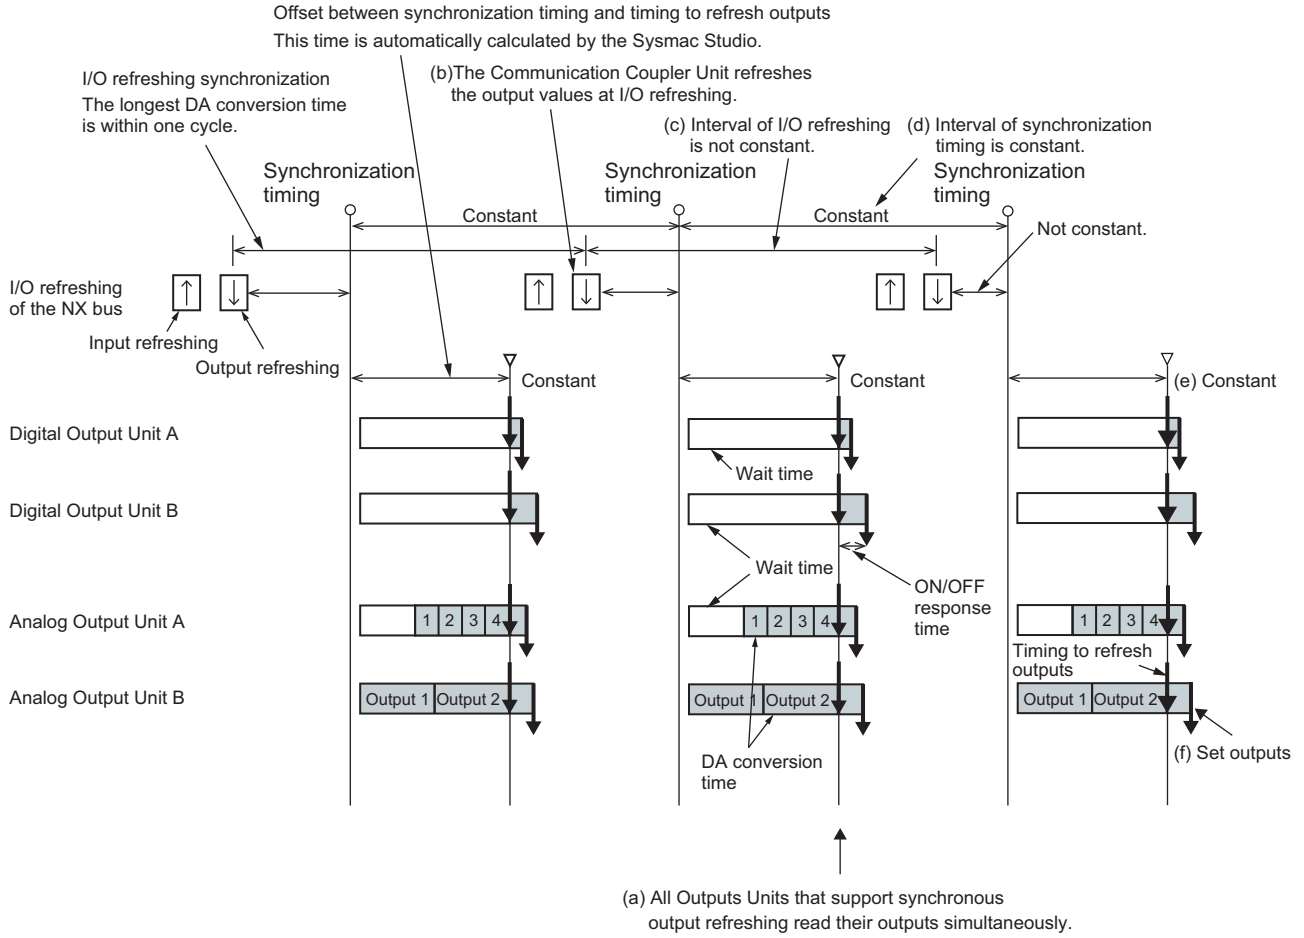 Offset between synchronization timing and timing to refresh outputs
This time is automatically calculated by the Sysmac Studio.
I/O refreshing synchronization
The longest DA conversion time
is within one cycle.
(b)The Communication Coupler Unit refreshes
the output values at I/O refreshing.
(c) Interval of I/O refreshing
is not constant.
(d) Interval of synchronization
timing is constant.
Synchronization
timing
Synchronization
timing
Synchronization
timing
Constant
Constant
Not constant.
I/O refreshing
of the NX bus
↑
↓
↑
↓
↑
↓
Input refreshing
Output refreshing
Constant
Constant
(e) Constant
Digital Output Unit A
Wait time
Digital Output Unit B
Wait time
ON/OFF
response
time
Analog Output Unit A
1 2 3 4
1 2 3 4
1 2 3 4
Timing to refresh
outputs
Analog Output Unit B
Output 1 Output 2
Output 1 Output 2
Output 1 Output 2
DA conversion
time
(f) Set outputs
(a) All Outputs Units that support synchronous
output refreshing read their outputs simultaneously.